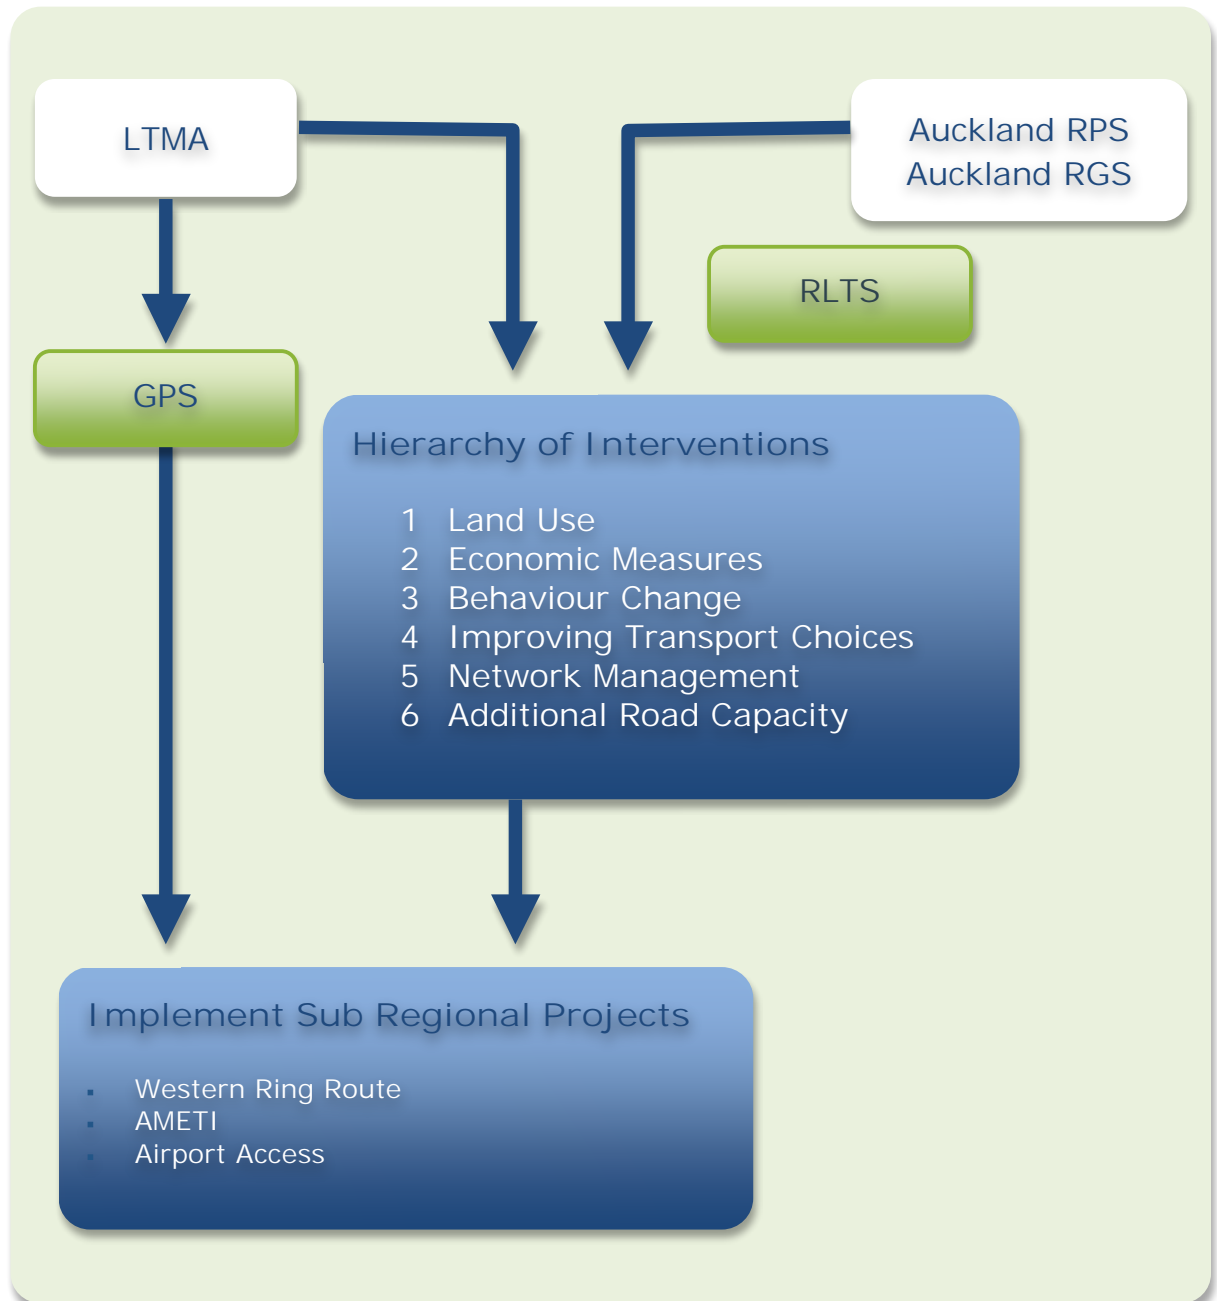 LTMA
Auckland RPS
Auckland RGS
RLTS
GPS
Hierarchy of Interventions
1 Land Use
2 Economic Measures
3 Behaviour Change
4 Improving Transport Choices
5 Network Management
6 Additional Road Capacity
Implement Sub Regional Projects
▪ Western Ring Route
▪ AMETI
▪ Airport Access